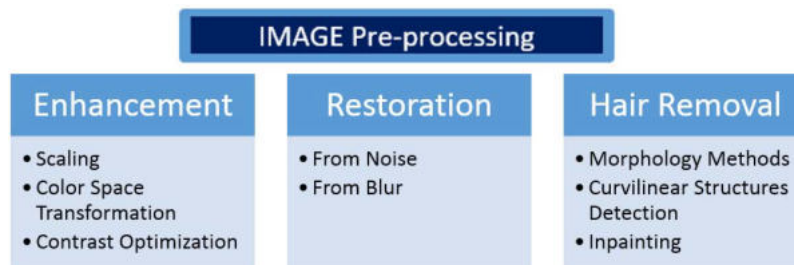 IMAGE Pre-processing
Enhancement
• Scaling
• Color Space
Transformation
• Contrast Optimization
Restoration
• From Noise
• From Blur
Hair Removal
• Morphology Methods
• Curvilinear Structures
Detection
• Inpainting